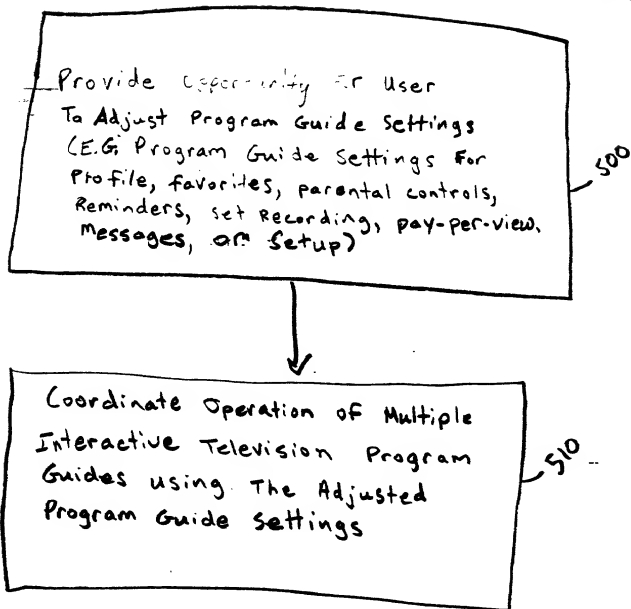 Provide Opportunity For User
To Adjust Program Guide Settings
(E.G. Program Guide Settings For
Profile, favorites, parental controls,
Reminders, set Recording, pay-per-view,
messages, or setup)
500
Coordinate Operation of Multiple
Interactive Television Program
Guides using The Adjusted
Program Guide Settings
510